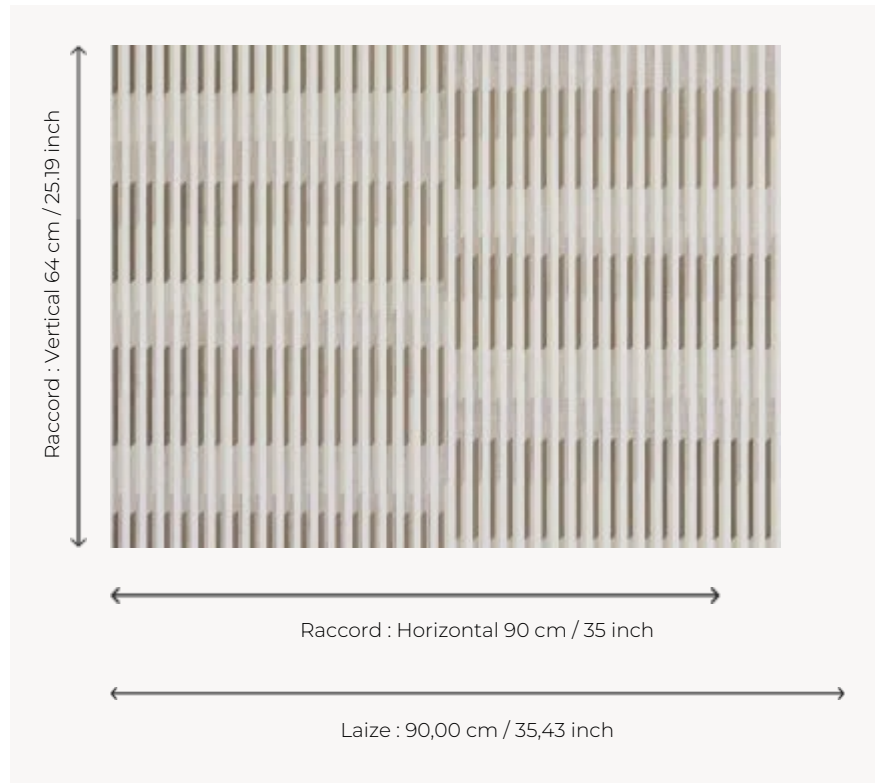 Raccord : Vertical 64 cm / 25.19 inch
Raccord : Horizontal 90 cm / 35 inch
Laize : 90,00 cm / 35,43 inch